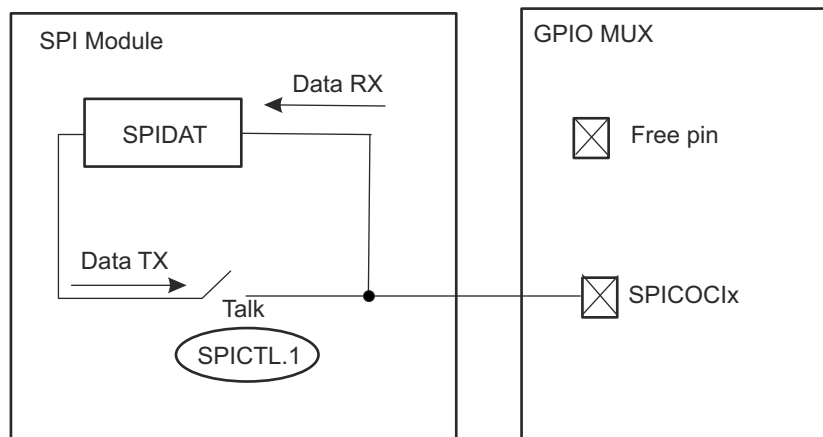 SPI Module
GPIO MUX
Data RX
SPIDAT
Free pin
Data TX
Talk
SPICOCIx
SPICTL.1